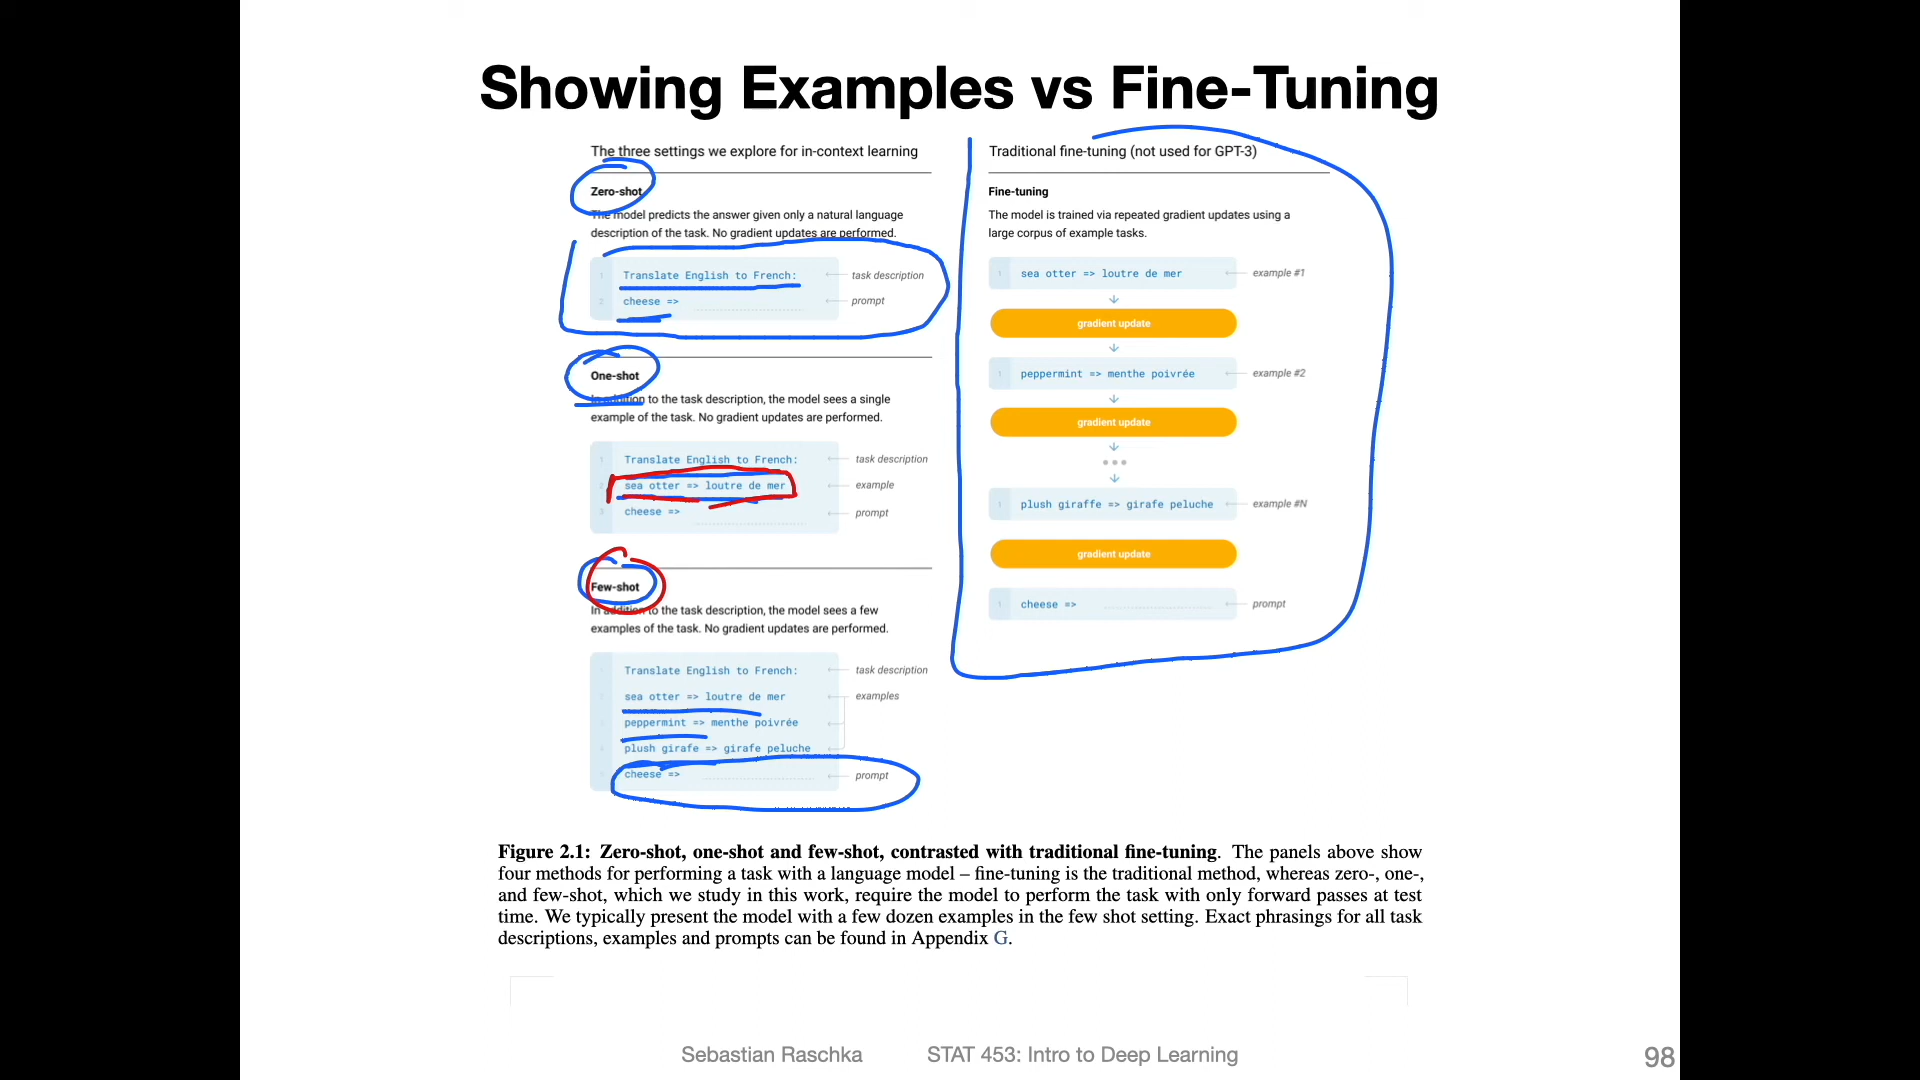 Showing Examples vs Fine-Tuning
The three settings we explore for in-context learning
Zero-shot
The model predicts the answer given only a natural language
description of the task. No gradient updates are performed.
1 Translate English to French: task description
2 cheese => prompt
One-shot
In addition to the task description, the model sees a single
example of the task. No gradient updates are performed.
1 Translate English to French: task description
2 sea otter => loutre de mer example
3 cheese => prompt
Few-shot
In addition to the task description, the model sees a few
examples of the task. No gradient updates are performed.
Translate English to French: task description
sea otter => loutre de mer examples
peppermint => menthe poivrée
plush girafe => girafe peluche
cheese => prompt
Traditional fine-tuning (not used for GPT-3)
Fine-tuning
The model is trained via repeated gradient updates using a
large corpus of example tasks.
1 sea otter => loutre de mer example #1
gradient update
1 peppermint => menthe poivrée example #2
gradient update
1 plush giraffe => girafe peluche example #N
gradient update
1 cheese => prompt
Figure 2.1: Zero-shot, one-shot and few-shot, contrasted with traditional fine-tuning. The panels above show
four methods for performing a task with a language model – fine-tuning is the traditional method, whereas zero-, one-,
and few-shot, which we study in this work, require the model to perform the task with only forward passes at test
time. We typically present the model with a few dozen examples in the few shot setting. Exact phrasings for all task
descriptions, examples and prompts can be found in Appendix G.
Sebastian Raschka STAT 453: Intro to Deep Learning 98